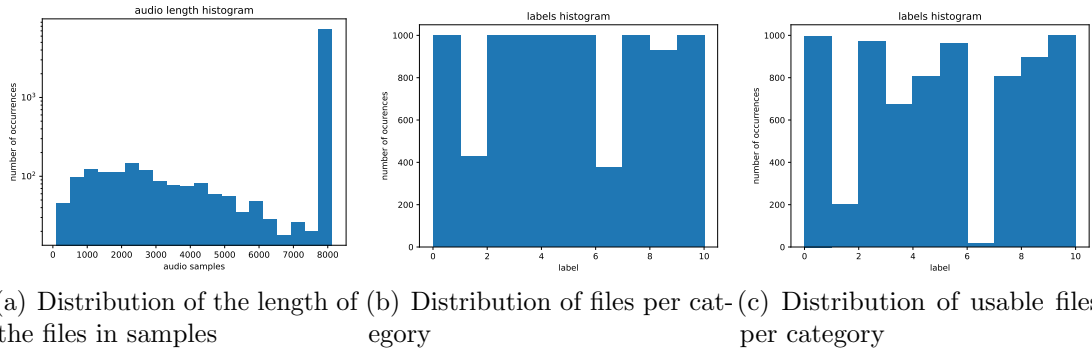 audio length histogram
number of occurrences
10³
10²
0 1000 2000 3000 4000 5000 6000 7000 8000
audio samples
labels histogram
number of occurences
1000
800
600
400
200
0
0 2 4 6 8 10
label
labels histogram
number of occurrences
1000
800
600
400
200
0
0 2 4 6 8 10
label
(a) Distribution of the length of
the files in samples
(b) Distribution of files per cat-
egory
(c) Distribution of usable files
per category